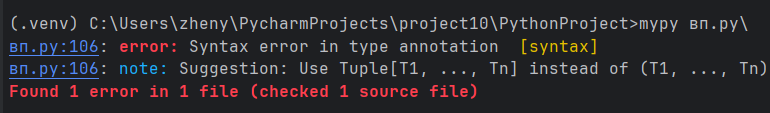 (.venv) C:\Users\zheny\PycharmProjects\project10\PythonProject>mypy вп.py\
вп.py:106: error: Syntax error in type annotation  [syntax]
вп.py:106: note: Suggestion: Use Tuple[T1, ..., Tn] instead of (T1, ..., Tn)
Found 1 error in 1 file (checked 1 source file)